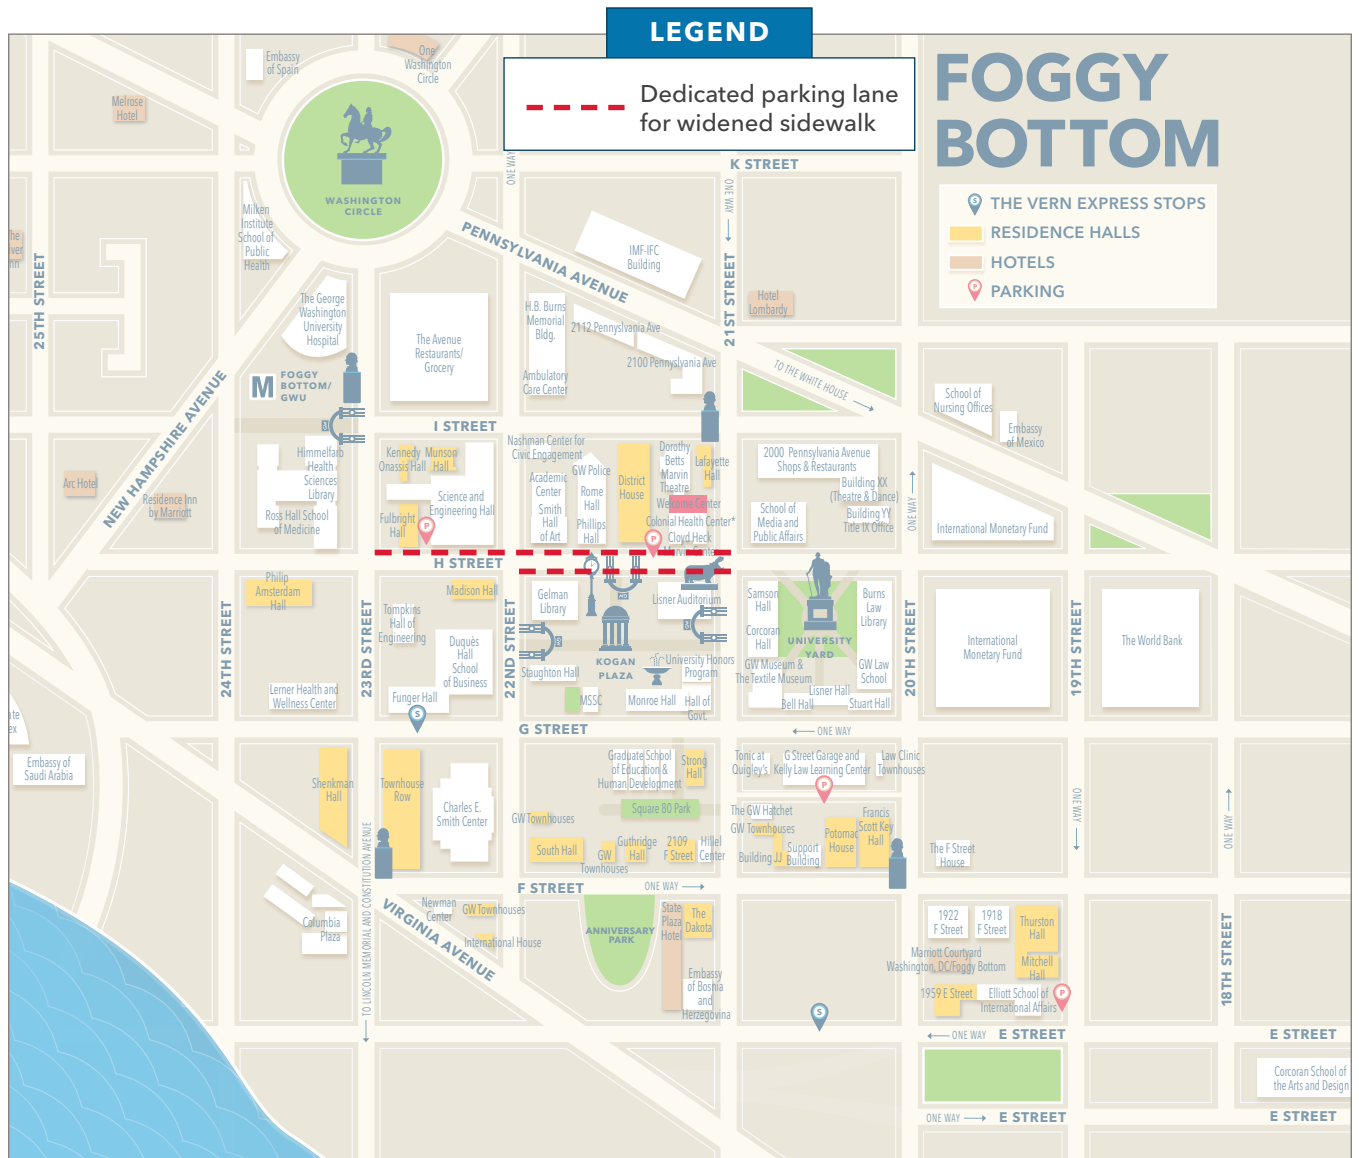 LEGEND
Dedicated parking lane
for widened sidewalk
FOGGY
BOTTOM
THE VERN EXPRESS STOPS
RESIDENCE HALLS
HOTELS
PARKING
Embassy
of Spain
One
Washington
Circle
Melrose
Hotel
WASHINGTON
CIRCLE
K STREET
ONE WAY
ONE WAY
Milken
Institute
School of
Public
Health
PENNSYLVANIA AVENUE
IMF-IFC
Building
25TH STREET
21ST STREET
Hotel
Lombardy
The George
Washington
University
Hospital
The Avenue
Restaurants/
Grocery
H.B. Burns
Memorial
Bldg.
2112 Pennsylvania Ave
2100 Pennsylvania Ave
Ambulatory
Care Center
TO THE WHITE HOUSE
M
FOGGY
BOTTOM/
GWU
NEW HAMPSHIRE AVENUE
School of
Nursing Offices
Embassy
of Mexico
I STREET
Arc Hotel
Residence Inn
by Marriott
Himmelfarb
Health
Sciences
Library
Ross Hall School
of Medicine
Kennedy
Onassis Hall
Munson
Hall
Science and
Engineering Hall
Fulbright
Hall
P
Nashman Center for
Civic Engagement
GW Police
Academic
Center
Rome
Hall
Smith
Hall
of Art
Phillips
Hall
District
House
Dorothy
Betts
Marvin
Theatre
Lafayette
Hall
Welcome Center
Colonial Health Center*
Cloyd Heck
Marvin Center
P
2000 Pennsylvania Avenue
Shops & Restaurants
Building XX
(Theatre & Dance)
Building YY
Title IX Office
School of
Media and
Public Affairs
ONE WAY
International Monetary Fund
H STREET
Philip
Amsterdam
Hall
Madison Hall
Tompkins
Hall of
Engineering
Duquès
Hall
School
of Business
24TH STREET
23RD STREET
22ND STREET
Lerner Health and
Wellness Center
Funger Hall
S
Gelman
Library
Lisner Auditorium
KOGAN
PLAZA
University Honors
Program
Staughton Hall
MSSC
Monroe Hall
Hall of
Govt.
Samson
Hall
Corcoran
Hall
Burns
Law
Library
UNIVERSITY
YARD
GW Museum &
The Textile Museum
GW Law
School
Lisner Hall
Bell Hall
Stuart Hall
20TH STREET
International
Monetary Fund
19TH STREET
The World Bank
G STREET
ONE WAY
Embassy of
Saudi Arabia
Shenkman
Hall
Townhouse
Row
Charles E.
Smith Center
Graduate School
of Education &
Human Development
Strong
Hall
Square 80 Park
GW Townhouses
South Hall
GW
Townhouses
Guthridge
Hall
2109
F Street
Hillel
Center
Tonic at
Quigley's
G Street Garage and
Kelly Law Learning Center
Law Clinic
Townhouses
P
The GW Hatchet
GW Townhouses
Building JJ
Support
Building
Potomac
House
Francis
Scott Key
Hall
The F Street
House
ONE WAY
ONE WAY
TO LINCOLN MEMORIAL AND CONSTITUTION AVENUE
F STREET
ONE WAY
VIRGINIA AVENUE
Columbia
Plaza
Newman
Center
GW Townhouses
International House
ANNIVERSARY
PARK
State
Plaza
Hotel
The
Dakota
Embassy
of Bosnia
and
Herzegovina
S
1922
F Street
1918
F Street
Thurston
Hall
Marriott Courtyard
Washington, DC/Foggy Bottom
Mitchell
Hall
1959 E Street
Elliott School of
International Affairs
P
18TH STREET
ONE WAY
E STREET
E STREET
Corcoran School of
the Arts and Design
ONE WAY
E STREET
E STREET